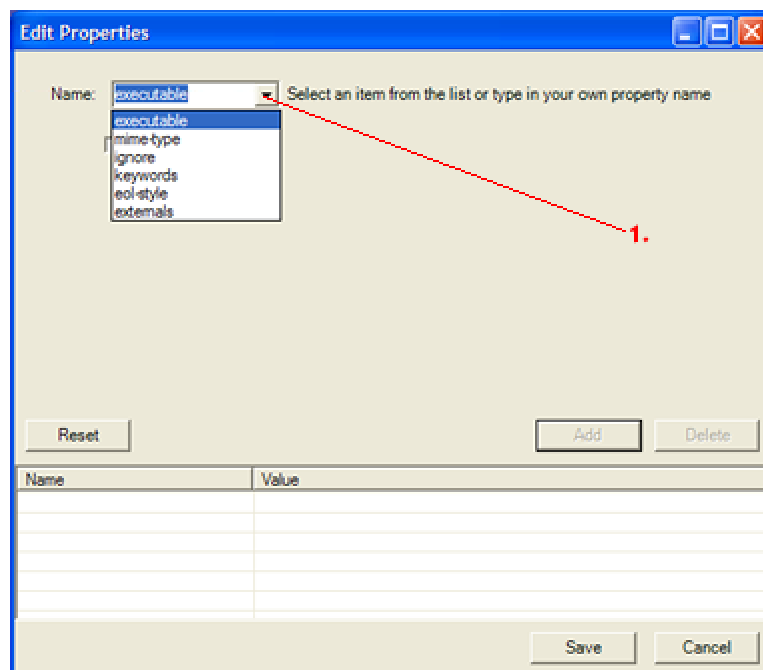 Edit Properties
Name: executable Select an item from the list or type in your own property name
executable
mime-type
ignore
keywords
eol-style
externals
1.
Reset Add Delete
Name Value
Save Cancel